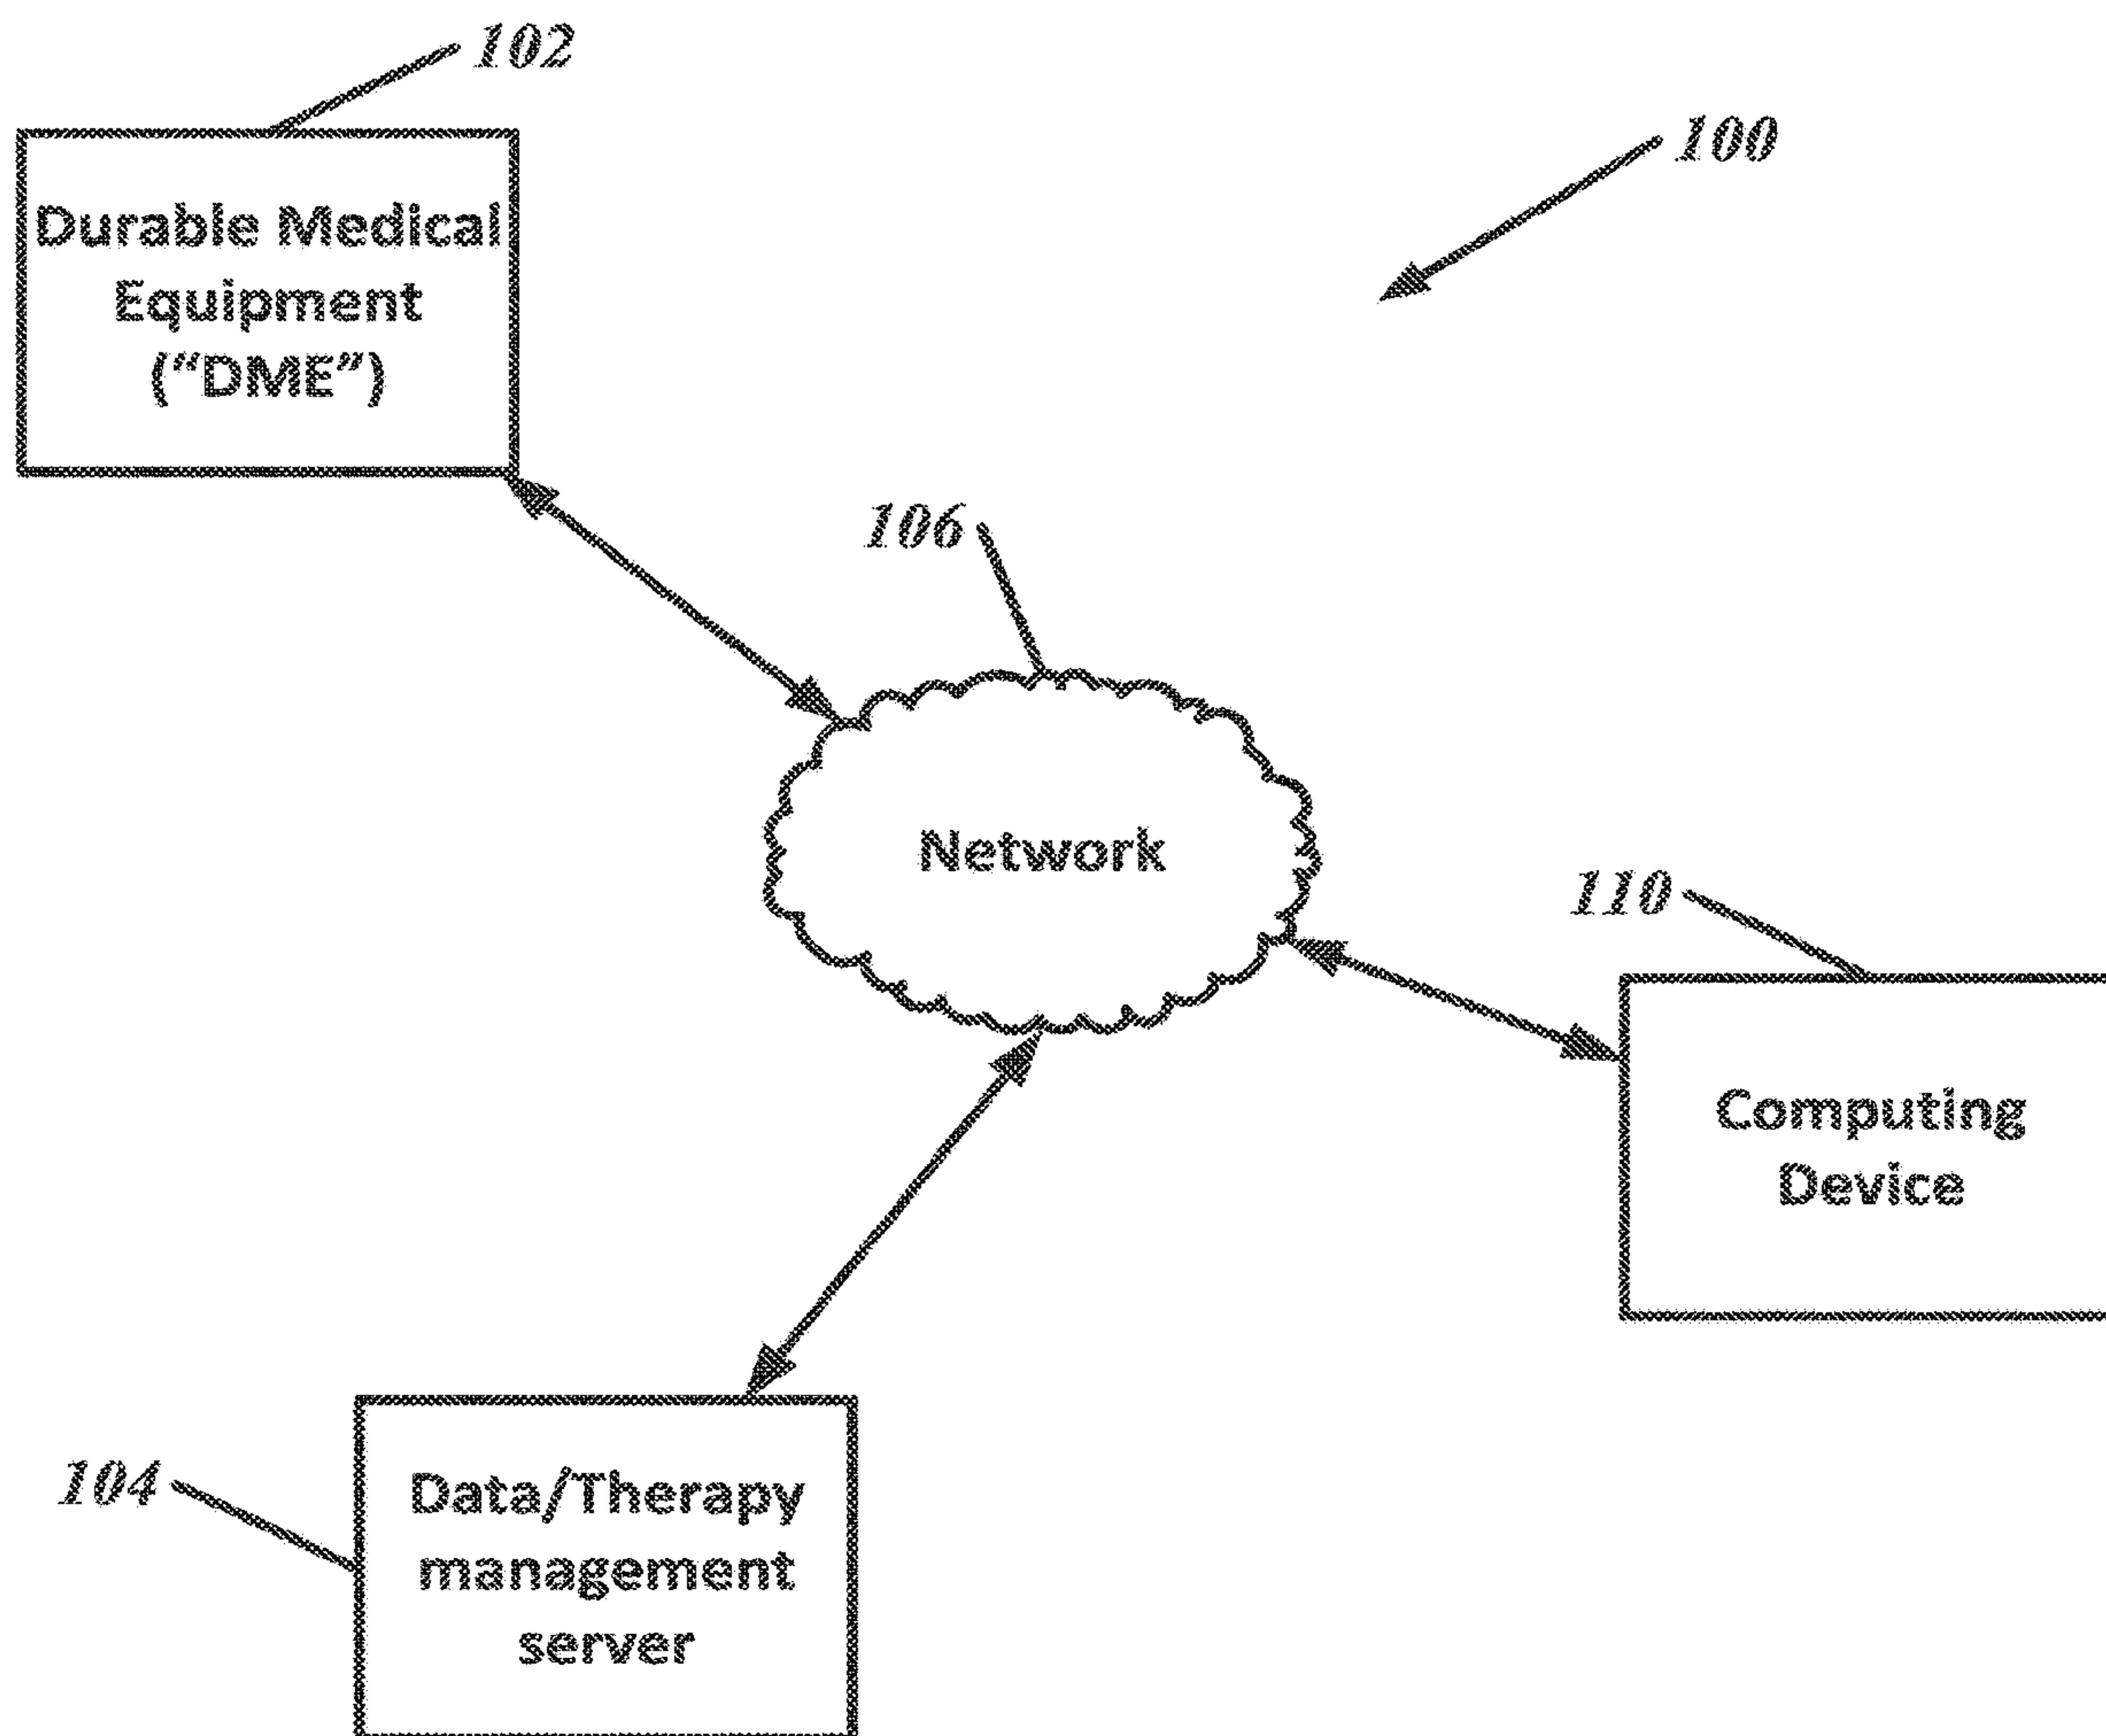 102
100
Durable Medical
Equipment
(“DME”)
106
Network
110
Computing
Device
104
Data/Therapy
management
server